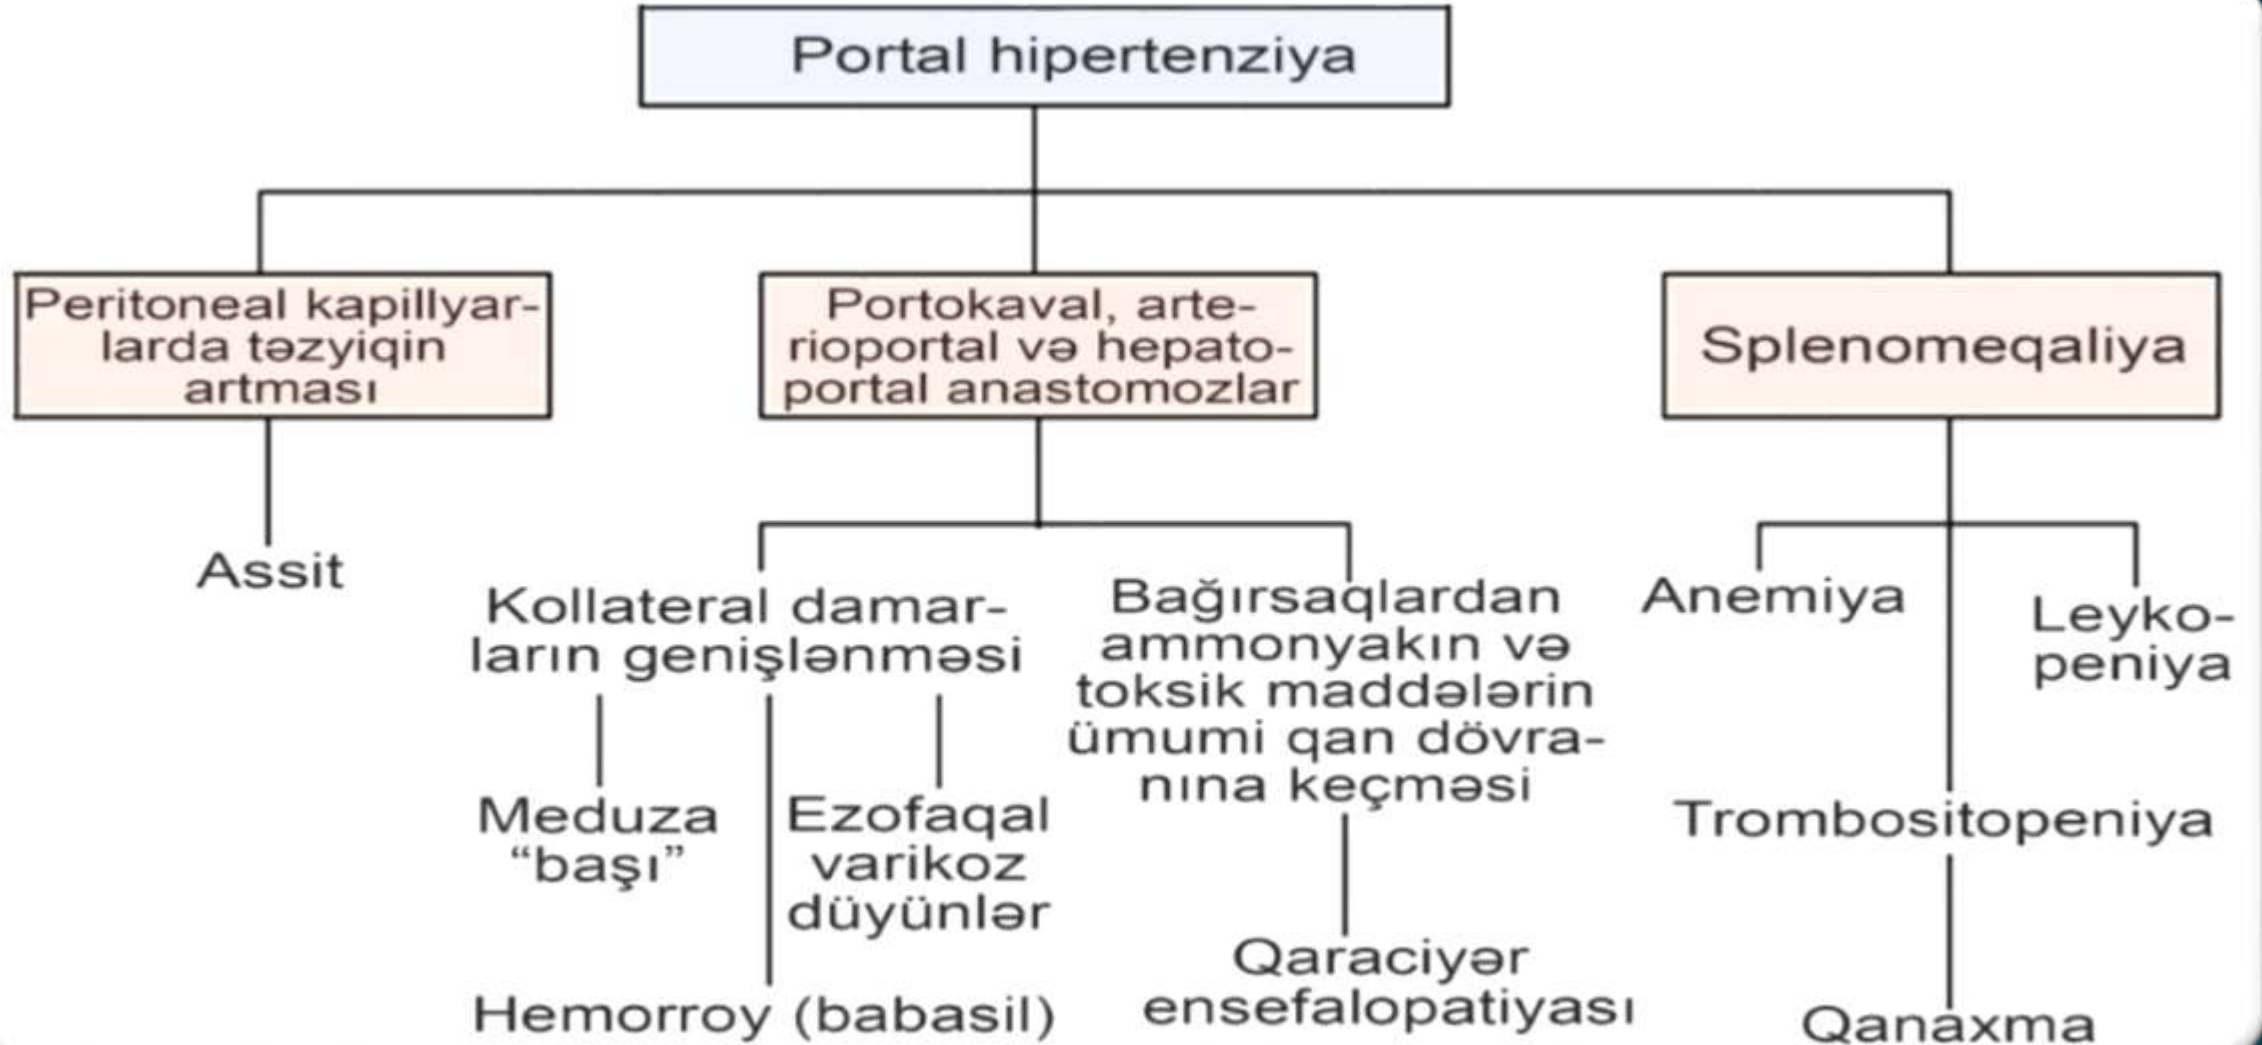 Portal hipertenziya
Peritoneal kapillyar-
larda təzyiqin
artması
Portokaval, arte-
rioportal və hepato-
portal anastomozlar
Splenomeqaliya
Assit
Kollateral damar-
ların genişlənməsi
Meduza
“başı”
Ezofaqal
varikoz
düyünlər
Hemorroy (babasil)
Bağırsaqlardan
ammonyakın və
toksik maddələrin
ümumi qan dövra-
nına keçməsi
Qaraciyər
ensefalopatiyası
Anemiya
Leyko-
peniya
Trombositopeniya
Qanaxma